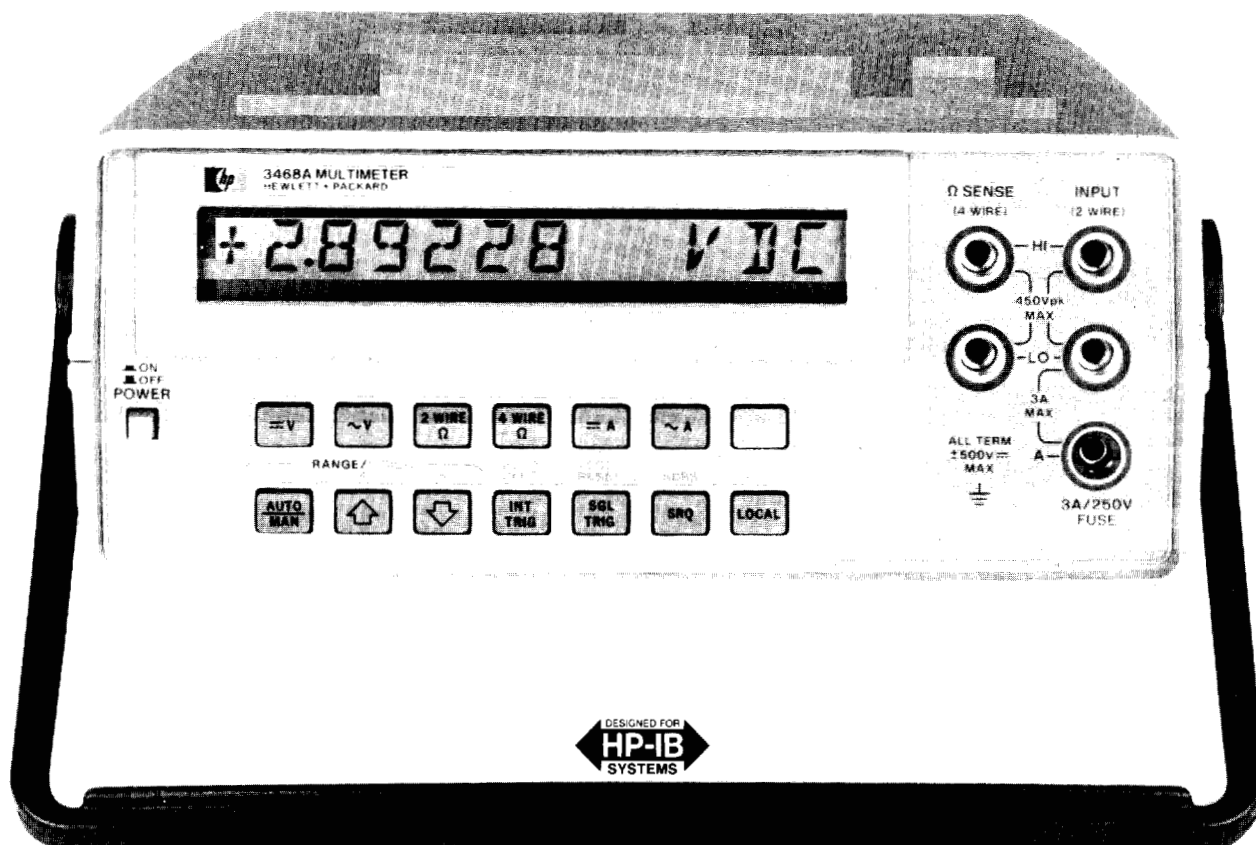 hp 3468A MULTIMETER
HEWLETT • PACKARD
+2.89228 V DC
Ω SENSE
(4 WIRE)
INPUT
(2 WIRE)
HI
450Vpk
MAX
LO
3A
MAX
ALL TERM
±500V
MAX
A
3A/250V
FUSE
ON
OFF
POWER
=V
~V
2 WIRE
Ω
4 WIRE
Ω
=A
~A
RANGE/
AUTO
MAN
INT
TRIG
SGL
TRIG
SRQ
LOCAL
DESIGNED FOR
HP-IB
SYSTEMS